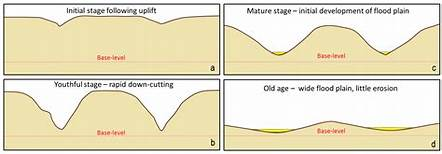 Initial stage following uplift
Base-level
a
Youthful stage – rapid down-cutting
Base-level
b
Mature stage – initial development of flood plain
Base-level
c
Old age – wide flood plain, little erosion
Base-level
d